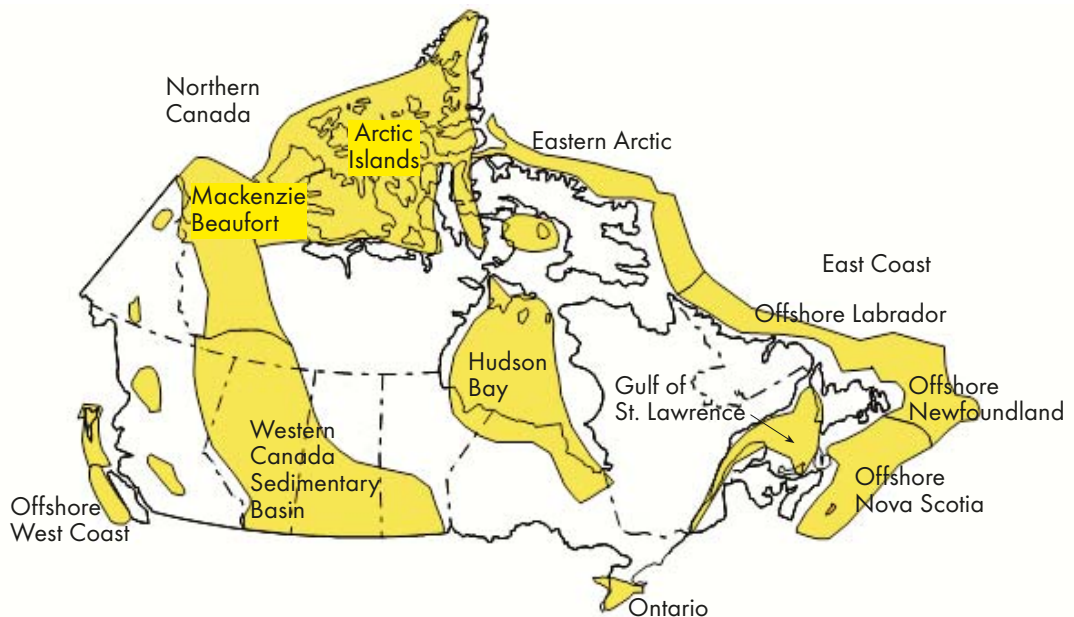 Northern
Canada
Arctic
Islands
Eastern Arctic
Mackenzie
Beaufort
East Coast
Offshore Labrador
Hudson
Bay
Gulf of
St. Lawrence
Offshore
Newfoundland
Western
Canada
Sedimentary
Basin
Offshore
West Coast
Offshore
Nova Scotia
Ontario